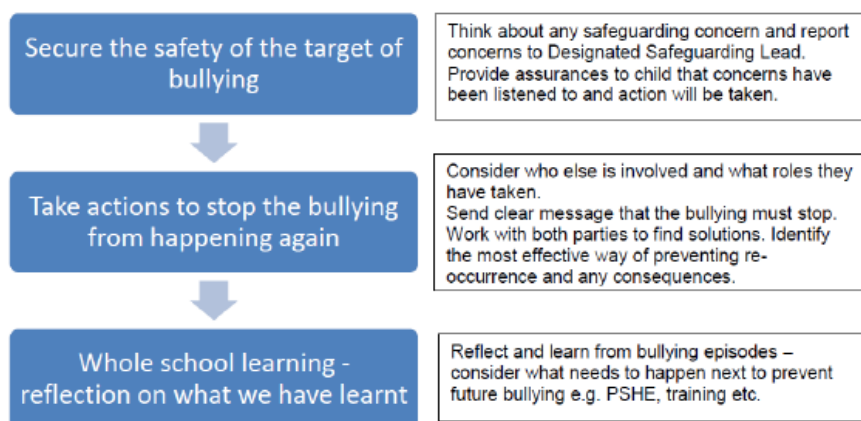 Secure the safety of the target of
bullying
Think about any safeguarding concern and report
concerns to Designated Safeguarding Lead.
Provide assurances to child that concerns have
been listened to and action will be taken.
Take actions to stop the bullying
from happening again
Consider who else is involved and what roles they
have taken.
Send clear message that the bullying must stop.
Work with both parties to find solutions. Identify
the most effective way of preventing re-
occurrence and any consequences.
Whole school learning -
reflection on what we have learnt
Reflect and learn from bullying episodes –
consider what needs to happen next to prevent
future bullying e.g. PSHE, training etc.